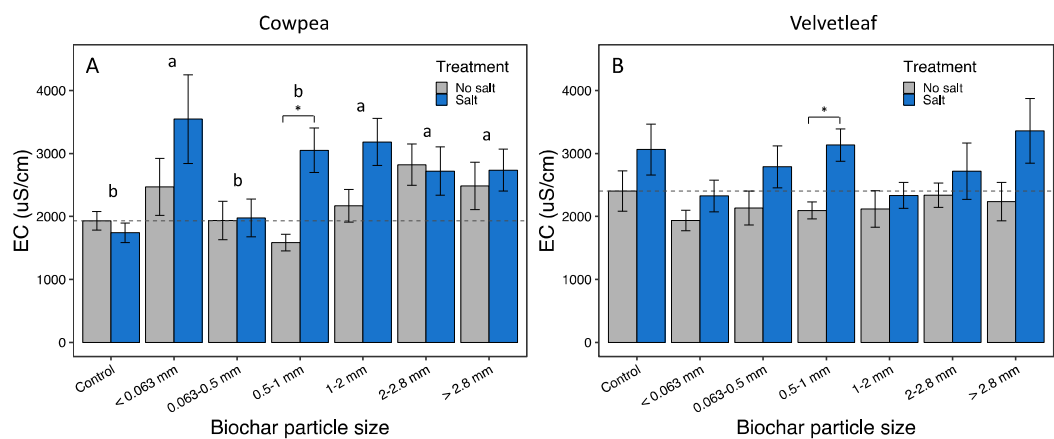 Cowpea
A
Treatment
No salt
Salt
a
b
b
b
*
a
a
a
4000
3000
2000
1000
0
EC (uS/cm)
Control
< 0.063 mm
0.063-0.5 mm
0.5-1 mm
1-2 mm
2-2.8 mm
> 2.8 mm
Biochar particle size
Velvetleaf
B
Treatment
No salt
Salt
*
4000
3000
2000
1000
0
EC (uS/cm)
Control
< 0.063 mm
0.063-0.5 mm
0.5-1 mm
1-2 mm
2-2.8 mm
> 2.8 mm
Biochar particle size